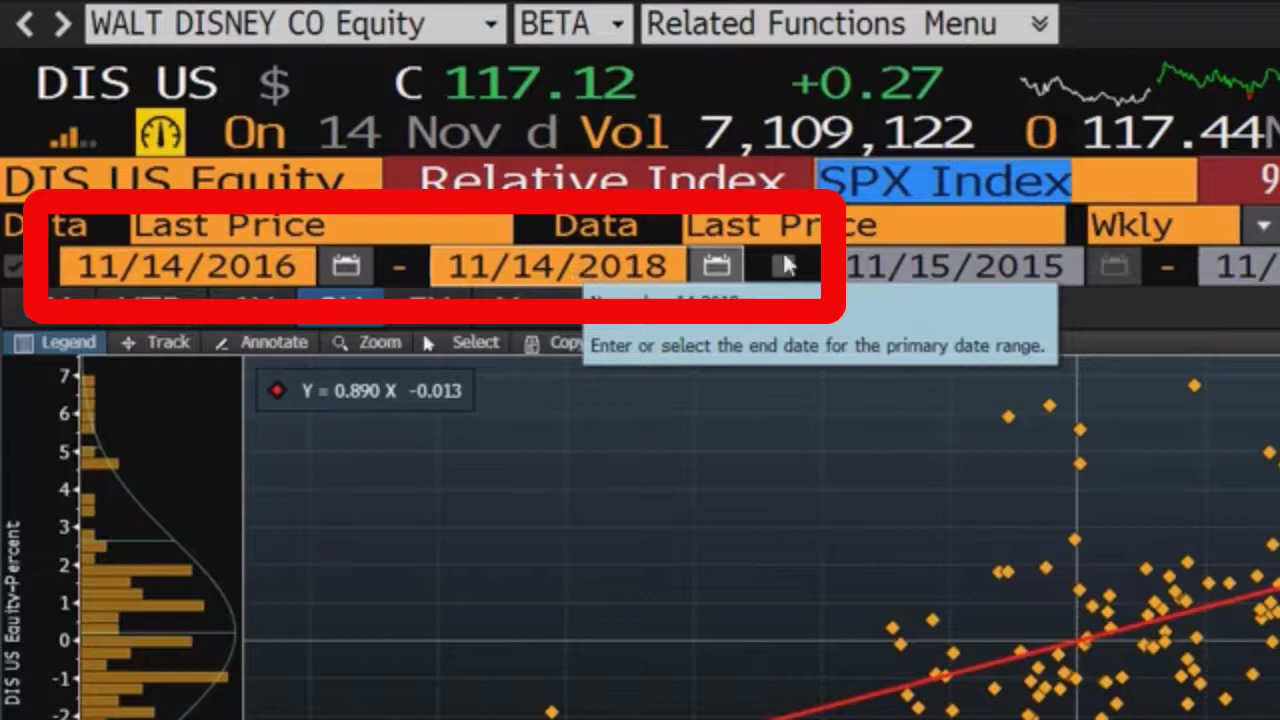 WALT DISNEY CO Equity BETA Related Functions Menu
DIS US $ C 117.12 +0.27
On 14 Nov d Vol 7,109,122 O 117.44N
DIS US Equity Relative Index SPX Index 9
Data Last Price Data Last Price Wkly
11/14/2016 - 11/14/2018 11/15/2015 - 11/
Legend Track Annotate Zoom Select Copy
Enter or select the end date for the primary date range.
Y = 0.890 X -0.013
7
6
5
4
3
2
1
0
-1
-2
DIS US Equity-Percent